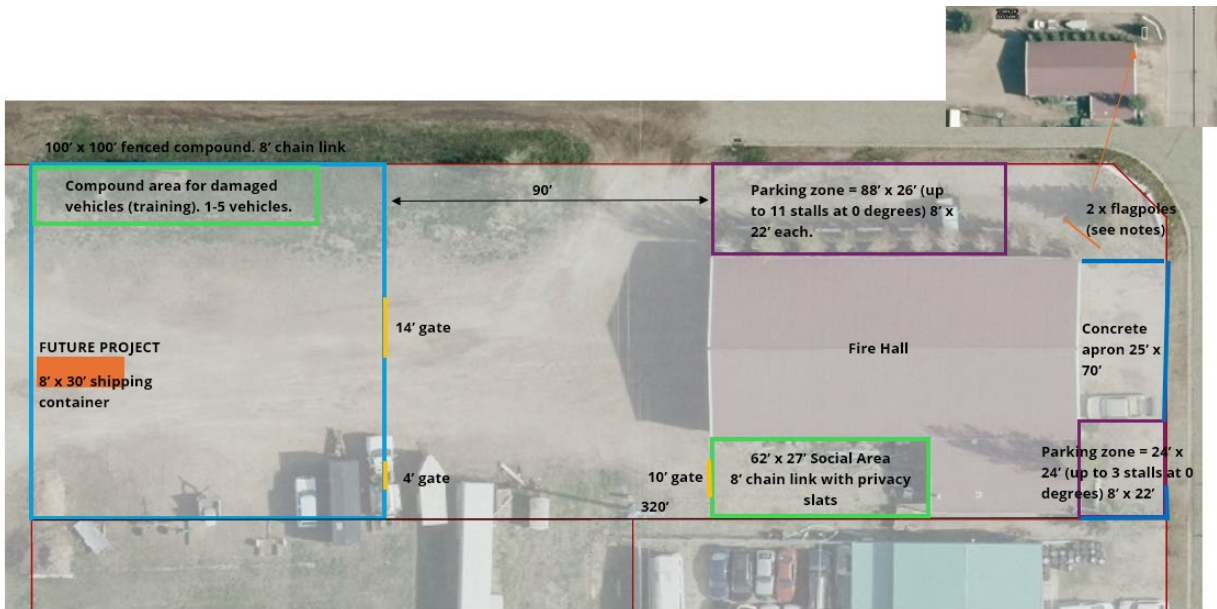 100' x 100' fenced compound. 8' chain link
Compound area for damaged
vehicles (training). 1-5 vehicles.
90'
Parking zone = 88' x 26' (up
to 11 stalls at 0 degrees) 8' x
22' each.
2 x flagpoles
(see notes)
14' gate
FUTURE PROJECT
8' x 30' shipping
container
Fire Hall
Concrete
apron 25' x
70'
4' gate
10' gate
62' x 27' Social Area
8' chain link with privacy
slats
320'
Parking zone = 24' x
24' (up to 3 stalls at 0
degrees) 8' x 22'